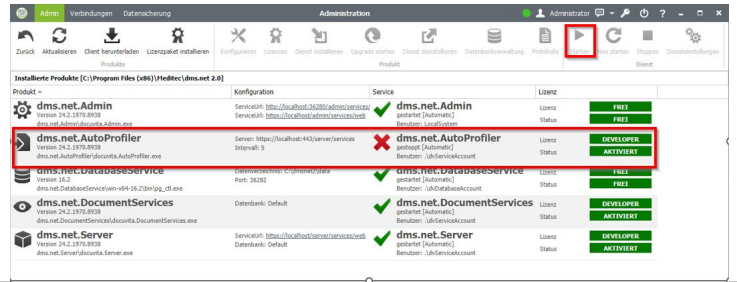 Admin Verbindungen Datensicherung Administration Administrator ?
Zurück Aktualisieren Client herunterladen Lizenzpaket installieren Konfigurieren Lizenzen Dienst installieren Upgrade starten Dienst deinstallieren Datenbankverwaltung Protokolle Starten Neu starten Stoppen Diensteinstellungen
Produkte Produkt Dienst
Installierte Produkte [C:\Program Files (x86)\Meditec\dms.net 2.0]
Produkt Konfiguration Service Lizenz
dms.net.Admin ServiceUrl: http://localhost:36280/admin/services/ dms.net.Admin Lizenz FREI
Version 24.2.1970.8938 ServiceUrl: https://localhost/admin/services/web gestartet [Automatic] Status FREI
dms.net.Admin\docuvita.Admin.exe Benutzer: LocalSystem
dms.net.AutoProfiler Server: https://localhost:443/server/services dms.net.AutoProfiler Lizenz DEVELOPER
Version 24.2.1970.8938 Interval: 5 gestoppt [Automatic] Status AKTIVIERT
dms.net.AutoProfiler\docuvita.AutoProfiler.exe Benutzer: .\dvServiceAccount
dms.net.DatabaseService Datenverzeichnis: C:\dmsnet2\data dms.net.DatabaseService Lizenz FREI
Version 16.2 Port: 36282 gestartet [Automatic] Status FREI
dms.net.DatabaseService\win-x64-16.2\bin\pg_ctl.exe Benutzer: .\dvDatabaseAccount
dms.net.DocumentServices Datenbank: Default dms.net.DocumentServices Lizenz DEVELOPER
Version 24.2.1970.8938 gestartet [Automatic] Status AKTIVIERT
dms.net.DocumentServices\docuvita.DocumentServices.exe Benutzer: .\dvServiceAccount
dms.net.Server ServiceUrl: https://localhost/server/services/web dms.net.Server Lizenz DEVELOPER
Version 24.2.1970.8938 Datenbank: Default gestartet [Automatic] Status AKTIVIERT
dms.net.Server\docuvita.Server.exe Benutzer: .\dvServiceAccount